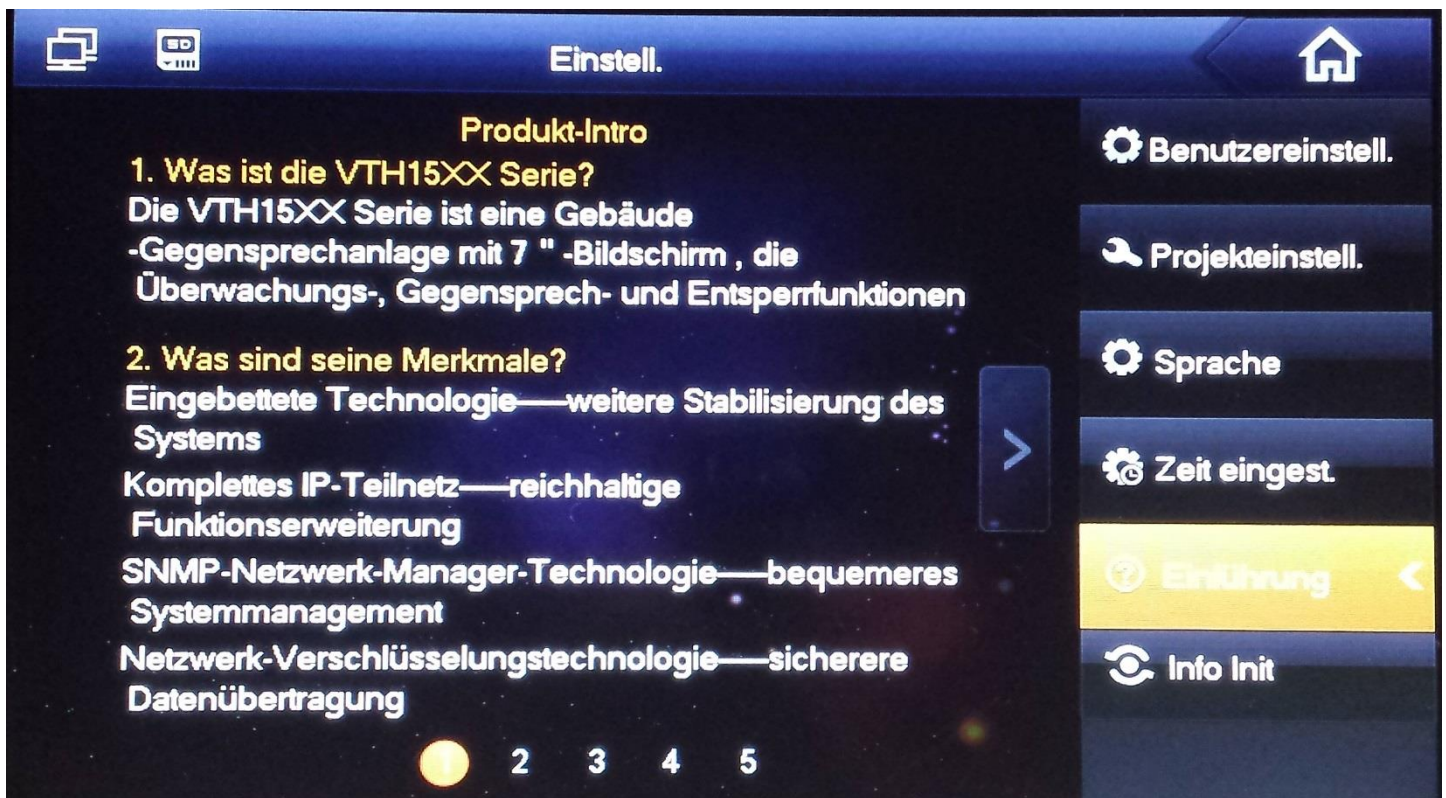 SD
Einstell.
Produkt-Intro
1. Was ist die VTH15XX Serie?
Die VTH15XX Serie ist eine Gebäude
-Gegensprechanlage mit 7 " -Bildschirm , die
Überwachungs-, Gegensprech- und Entsperrfunktionen
2. Was sind seine Merkmale?
Eingebettete Technologie——weitere Stabilisierung des
Systems
Komplettes IP-Teilnetz——reichhaltige
Funktionserweiterung
SNMP-Netzwerk-Manager-Technologie——bequemeres
Systemmanagement
Netzwerk-Verschlüsselungstechnologie——sicherere
Datenübertragung
1 2 3 4 5
>
Benutzereinstell.
Projekteinstell.
Sprache
Zeit eingest.
Einführung <
Info Init